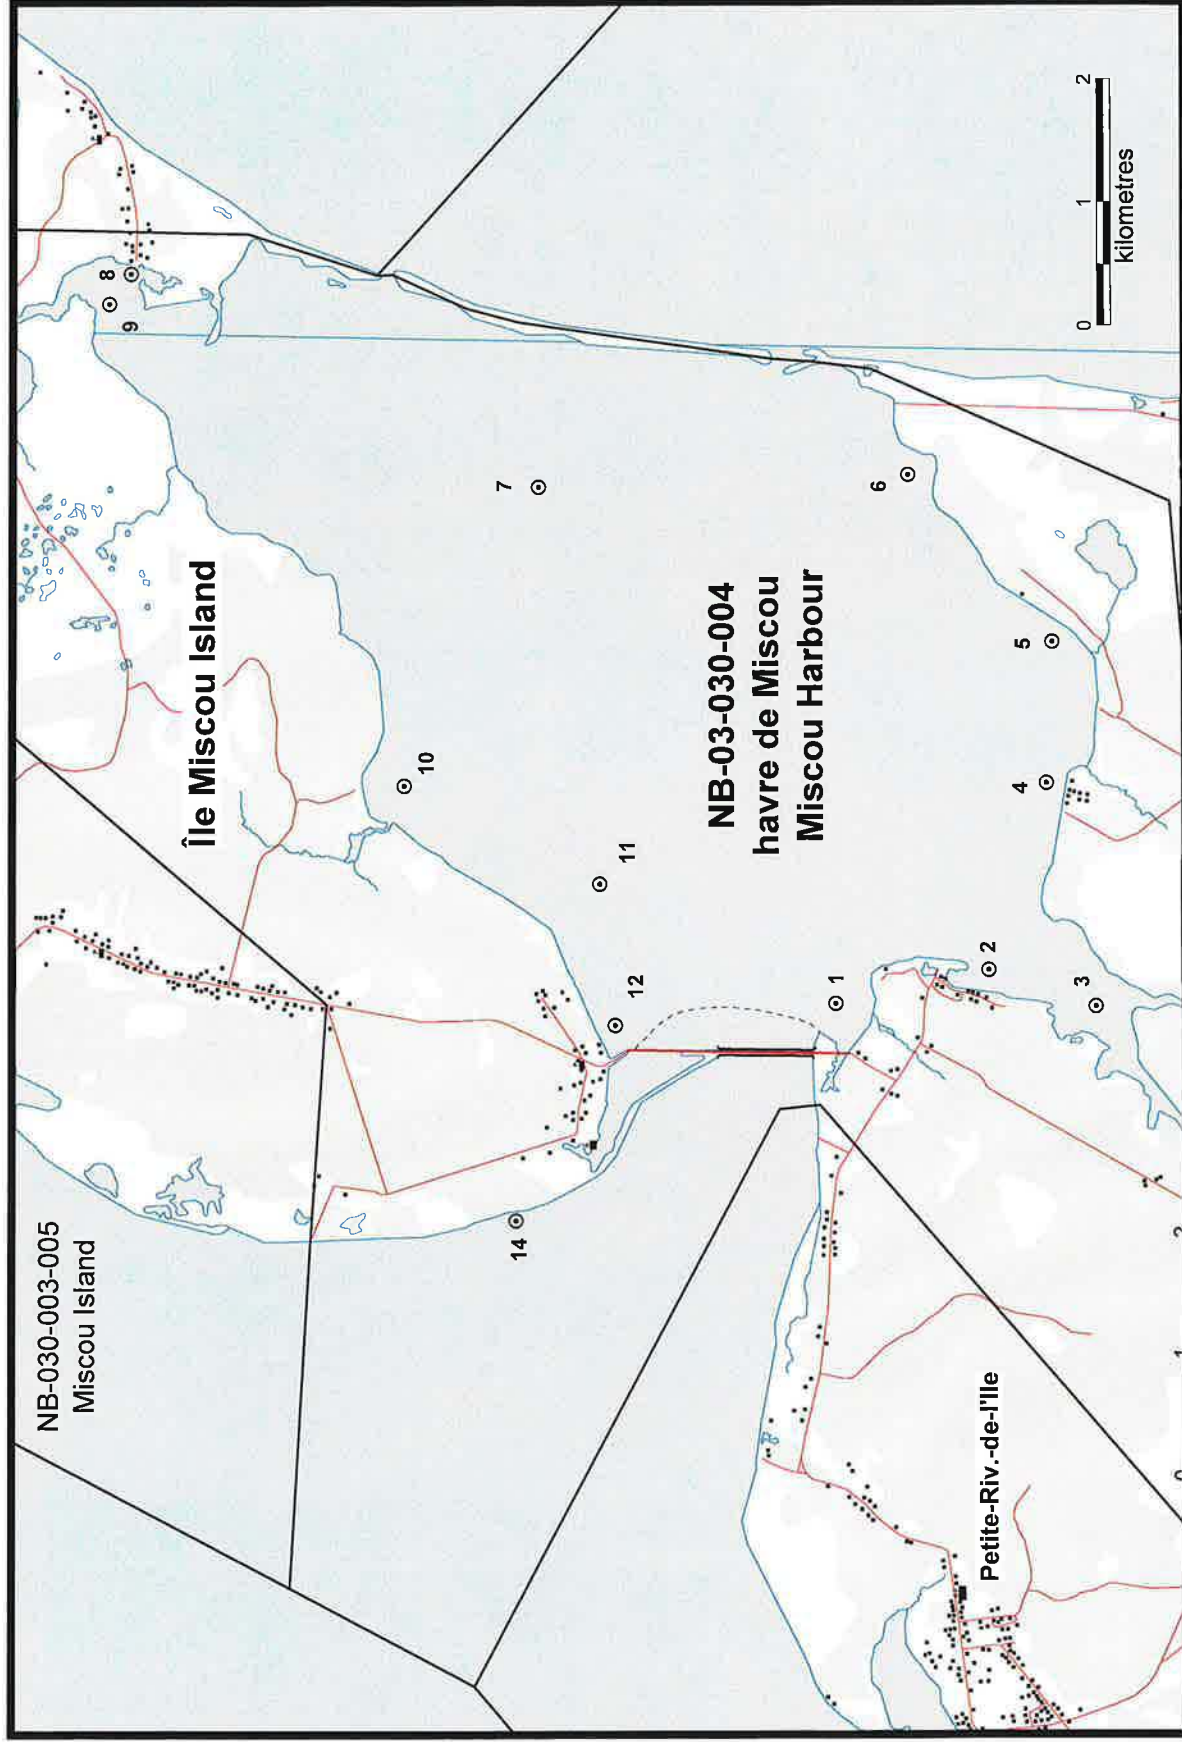 NB-030-003-005
Miscou Island
Île Miscou Island
NB-03-030-004
havre de Miscou
Miscou Harbour
Petite-Riv.-de-l'Ile
8
9
7
6
5
4
10
11
12
1
2
3
14
0 1 2
kilometres